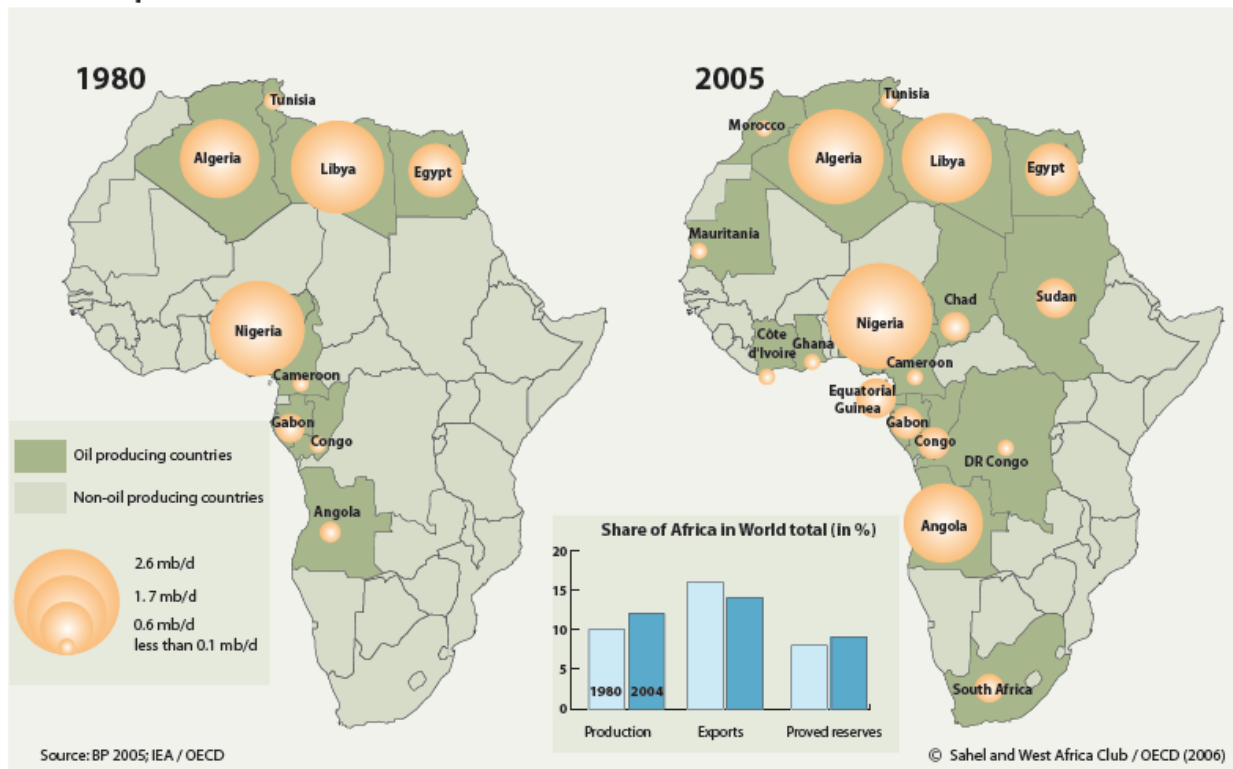 1980
Tunisia
Algeria
Libya
Egypt
Nigeria
Cameroon
Gabon
Congo
Angola
Oil producing countries
Non-oil producing countries
2.6 mb/d
1.7 mb/d
0.6 mb/d
less than 0.1 mb/d
Source: BP 2005; IEA / OECD
2005
Tunisia
Morocco
Algeria
Libya
Egypt
Mauritania
Nigeria
Chad
Sudan
Côte
d'Ivoire
Ghana
Cameroon
Equatorial
Guinea
Gabon
Congo
DR Congo
Angola
South Africa
Share of Africa in World total (in %)
20
15
10
5
0
1980 2004
Production Exports Proved reserves
© Sahel and West Africa Club / OECD (2006)